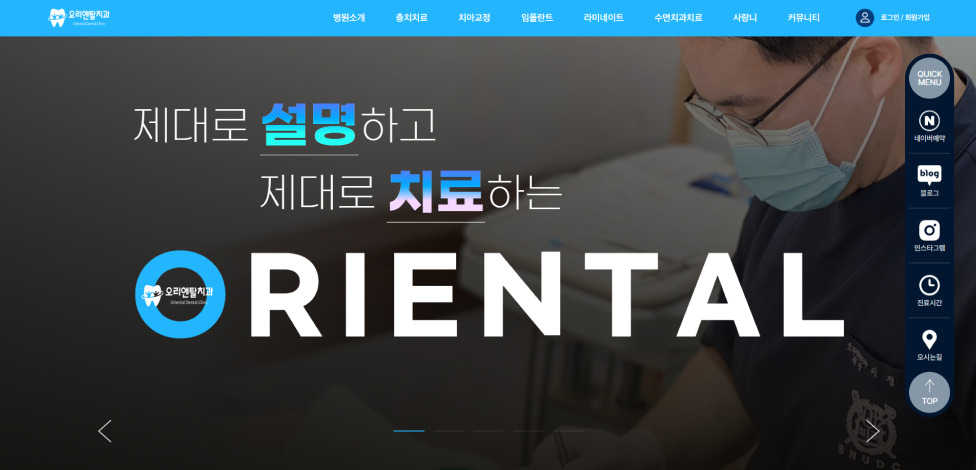 오리엔탈치과
Oriental Dental Clinic
병원소개 충치치료 치아교정 임플란트 라미네이트 수면치과치료 사랑니 커뮤니티 로그인 / 회원가입
QUICK
MENU
네이버예약
blog
블로그
인스타그램
진료시간
오시는길
TOP
제대로 설명하고
제대로 치료하는
ORIENTAL
오리엔탈치과
Oriental Dental Clinic